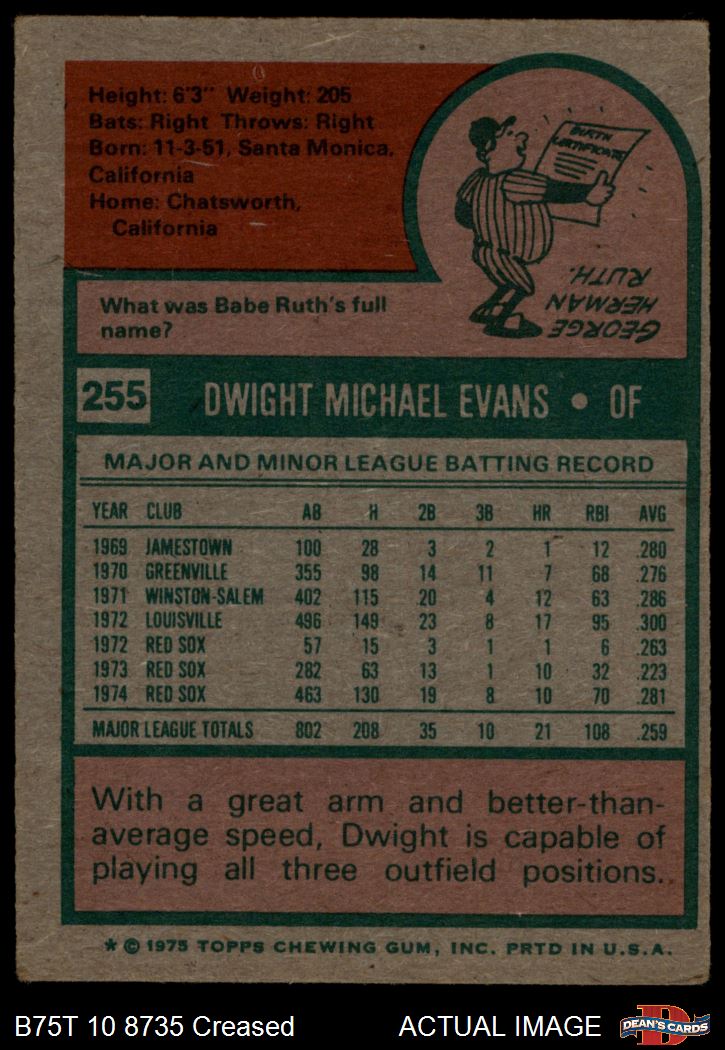 Height: 6'3" Weight: 205
Bats: Right Throws: Right
Born: 11-3-51, Santa Monica,
California
Home: Chatsworth,
California
BIRTH
CERTIFICATE
GEORGE
HERMAN
RUTH.
What was Babe Ruth's full
name?
255 DWIGHT MICHAEL EVANS • OF
MAJOR AND MINOR LEAGUE BATTING RECORD
YEAR CLUB AB H 2B 3B HR RBI AVG
1969 JAMESTOWN 100 28 3 2 1 12 .280
1970 GREENVILLE 355 98 14 11 7 68 .276
1971 WINSTON-SALEM 402 115 20 4 12 63 .286
1972 LOUISVILLE 496 149 23 8 17 95 .300
1972 RED SOX 57 15 3 1 1 6 .263
1973 RED SOX 282 63 13 1 10 32 .223
1974 RED SOX 463 130 19 8 10 70 .281
MAJOR LEAGUE TOTALS 802 208 35 10 21 108 .259
With a great arm and better-than-
average speed, Dwight is capable of
playing all three outfield positions.
* © 1975 TOPPS CHEWING GUM, INC. PRTD IN U.S.A.
B75T 10 8735 Creased ACTUAL IMAGE
D
DEAN'S CARDS